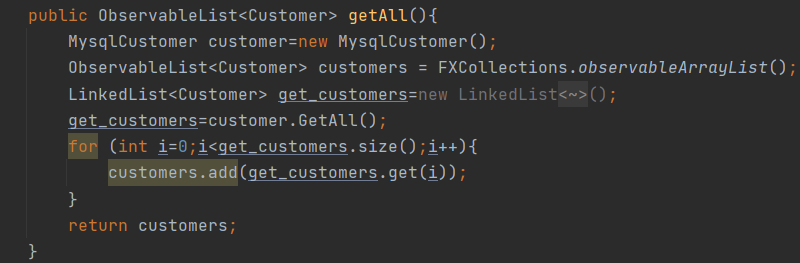 public ObservableList<Customer> getAll(){
MysqlCustomer customer=new MysqlCustomer();
ObservableList<Customer> customers = FXCollections.observableArrayList();
LinkedList<Customer> get_customers=new LinkedList<~>();
get_customers=customer.GetAll();
for (int i=0;i<get_customers.size();i++){
customers.add(get_customers.get(i));
}
return customers;
}